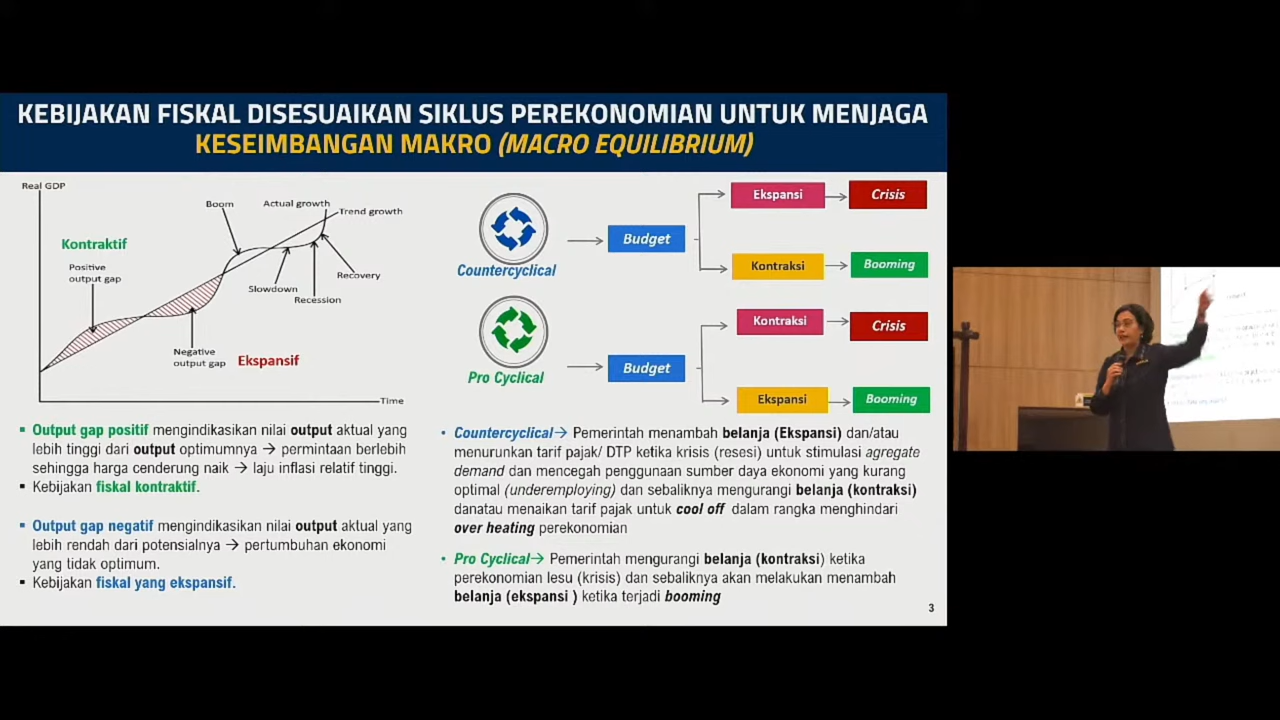 KEBIJAKAN FISKAL DISESUAIKAN SIKLUS PEREKONOMIAN UNTUK MENJAGA
KESEIMBANGAN MAKRO (MACRO EQUILIBRIUM)
Real GDP
Boom
Actual growth
Trend growth
Kontraktif
Positive
output gap
Recovery
Slowdown
Recession
Negative
output gap
Ekspansif
Time
Output gap positif mengindikasikan nilai output aktual yang
lebih tinggi dari output optimumnya → permintaan berlebih
sehingga harga cenderung naik → laju inflasi relatif tinggi.
Kebijakan fiskal kontraktif.
Output gap negatif mengindikasikan nilai output aktual yang
lebih rendah dari potensialnya → pertumbuhan ekonomi
yang tidak optimum.
Kebijakan fiskal yang ekspansif.
Countercyclical
Budget
Ekspansi
Crisis
Kontraksi
Booming
Pro Cyclical
Budget
Kontraksi
Crisis
Ekspansi
Booming
• Countercyclical→ Pemerintah menambah belanja (Ekspansi) dan/atau
menurunkan tarif pajak/ DTP ketika krisis (resesi) untuk stimulasi agregate
demand dan mencegah penggunaan sumber daya ekonomi yang kurang
optimal (underemploying) dan sebaliknya mengurangi belanja (kontraksi)
danatau menaikan tarif pajak untuk cool off dalam rangka menghindari
over heating perekonomian
• Pro Cyclical→ Pemerintah mengurangi belanja (kontraksi) ketika
perekonomian lesu (krisis) dan sebaliknya akan melakukan menambah
belanja (ekspansi ) ketika terjadi booming
3